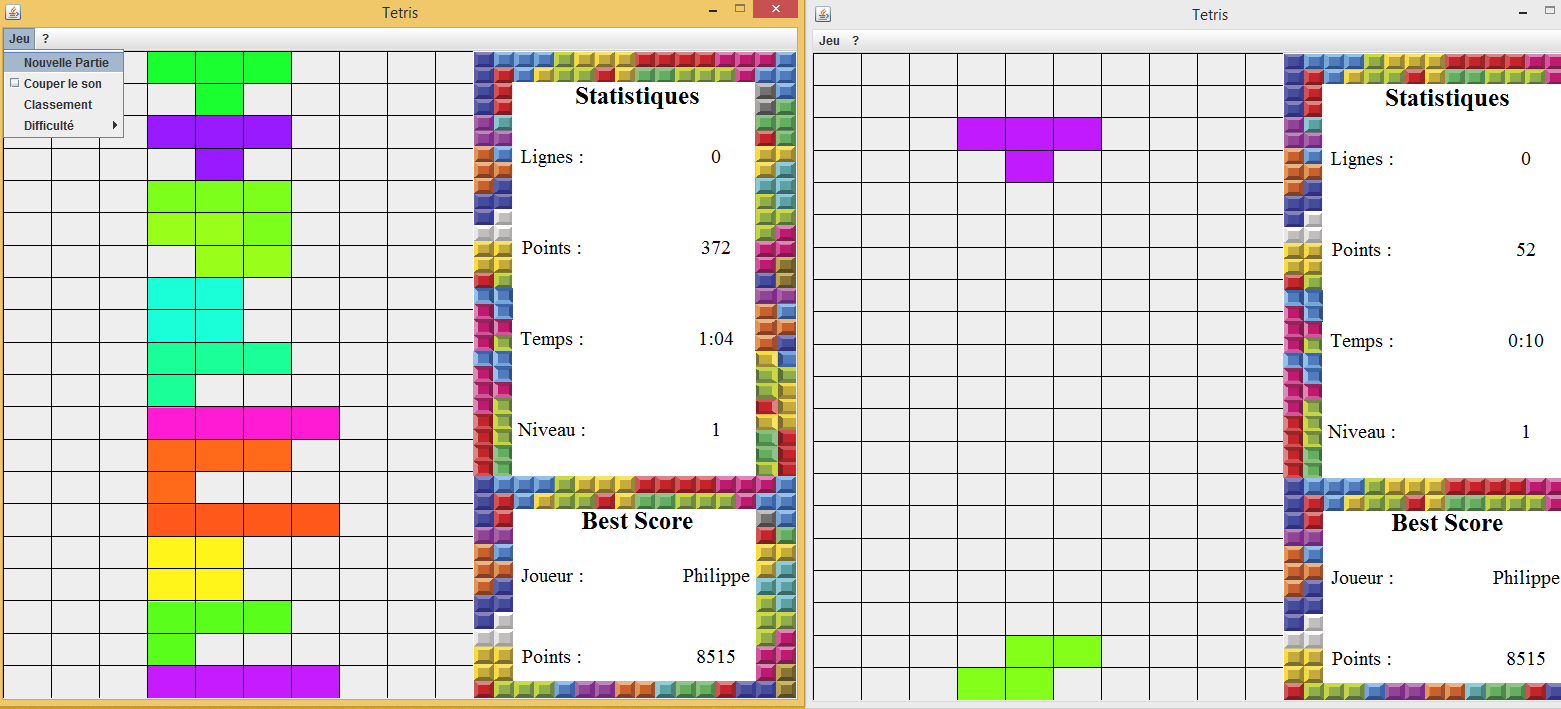 Tetris
Jeu ?
Nouvelle Partie
Couper le son
Classement
Difficulté
Statistiques
Lignes : 0
Points : 372
Temps : 1:04
Niveau : 1
Best Score
Joueur : Philippe
Points : 8515
Tetris
Jeu ?
Statistiques
Lignes : 0
Points : 52
Temps : 0:10
Niveau : 1
Best Score
Joueur : Philippe
Points : 8515